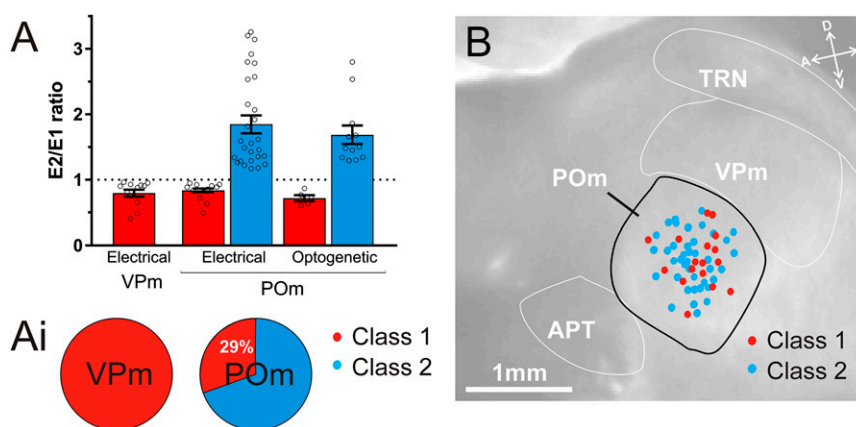 A
E2/E1 ratio
3
2
1
0
Electrical
Electrical
Optogenetic
VPm
POm
Ai
VPm
29%
POm
Class 1
Class 2
B
D
A
V
TRN
VPm
POm
APT
1mm
Class 1
Class 2